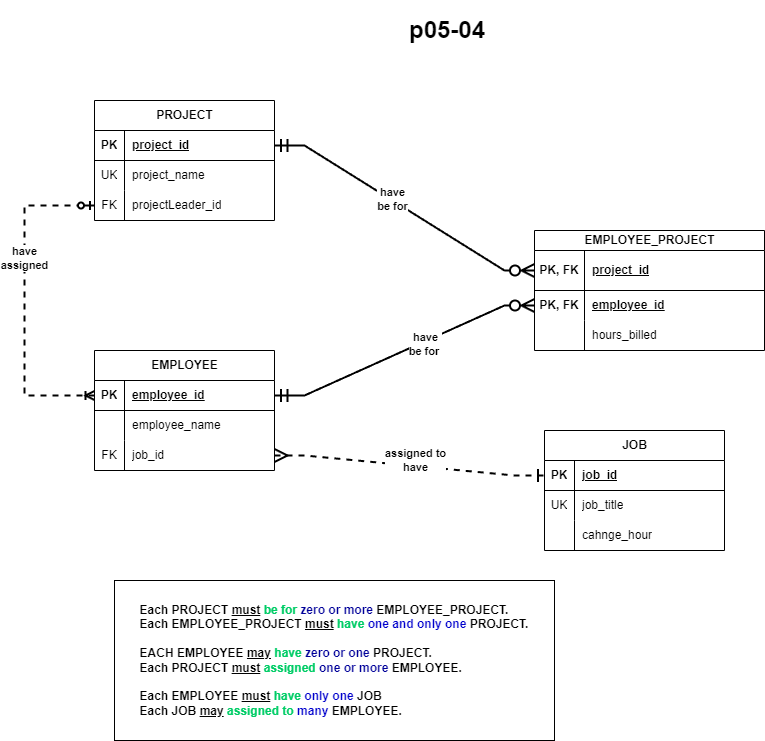 p05-04
PROJECT
PK project_id
UK project_name
FK projectLeader_id
have
be for
have
assigned
EMPLOYEE_PROJECT
PK, FK project_id
PK, FK employee_id
hours_billed
have
be for
EMPLOYEE
PK employee_id
employee_name
FK job_id
assigned to
have
JOB
PK job_id
UK job_title
cahnge_hour
Each PROJECT must be for zero or more EMPLOYEE_PROJECT.
Each EMPLOYEE_PROJECT must have one and only one PROJECT.
EACH EMPLOYEE may have zero or one PROJECT.
Each PROJECT must assigned one or more EMPLOYEE.
Each EMPLOYEE must have only one JOB
Each JOB may assigned to many EMPLOYEE.